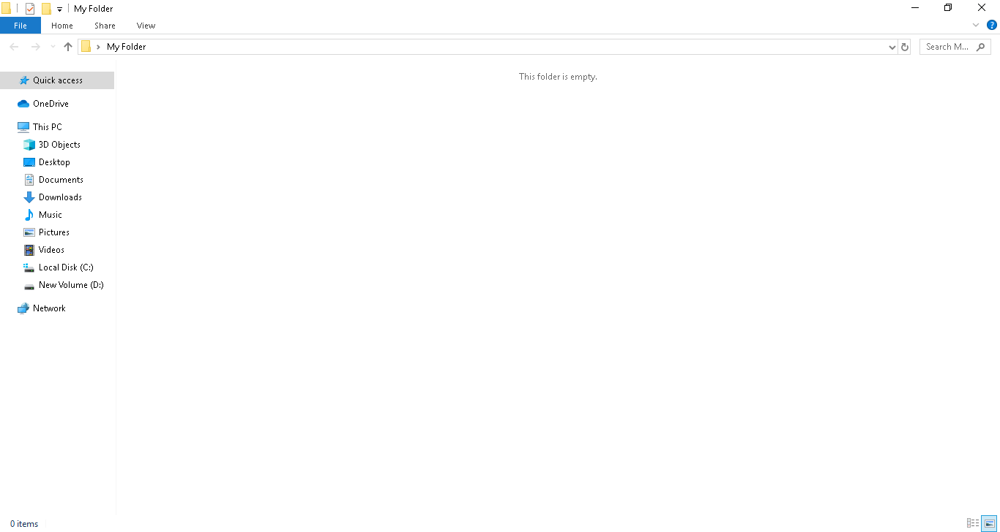 My Folder
File Home Share View ?
My Folder
Search M...
Quick access
This folder is empty.
OneDrive
This PC
3D Objects
Desktop
Documents
Downloads
Music
Pictures
Videos
Local Disk (C:)
New Volume (D:)
Network
0 items